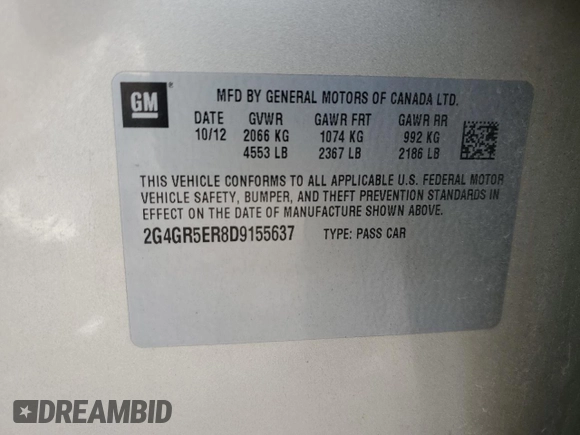 GM
MFD BY GENERAL MOTORS OF CANADA LTD.
DATE GVWR GAWR FRT GAWR RR
10/12 2066 KG 1074 KG 992 KG
4553 LB 2367 LB 2186 LB
THIS VEHICLE CONFORMS TO ALL APPLICABLE U.S. FEDERAL MOTOR
VEHICLE SAFETY, BUMPER, AND THEFT PREVENTION STANDARDS IN
EFFECT ON THE DATE OF MANUFACTURE SHOWN ABOVE.
2G4GR5ER8D9155637 TYPE: PASS CAR
DREAMBID